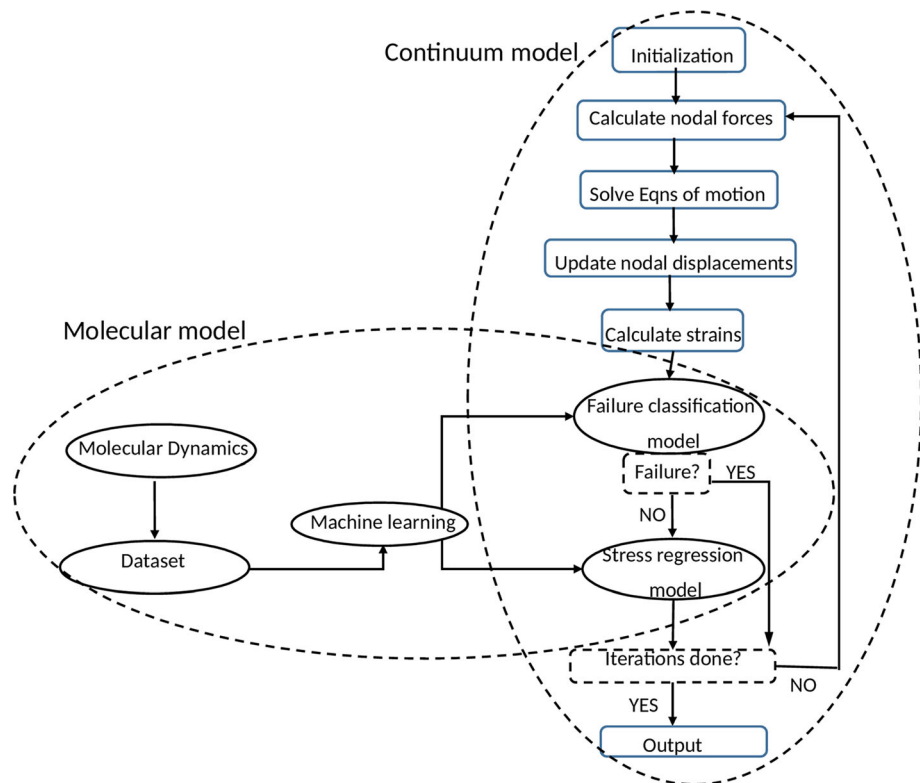 Continuum model
Initialization
Calculate nodal forces
Solve Eqns of motion
Update nodal displacements
Calculate strains
Molecular model
Failure classification
model
Failure?
YES
NO
Molecular Dynamics
Dataset
Machine learning
Stress regression
model
Iterations done?
NO
YES
Output